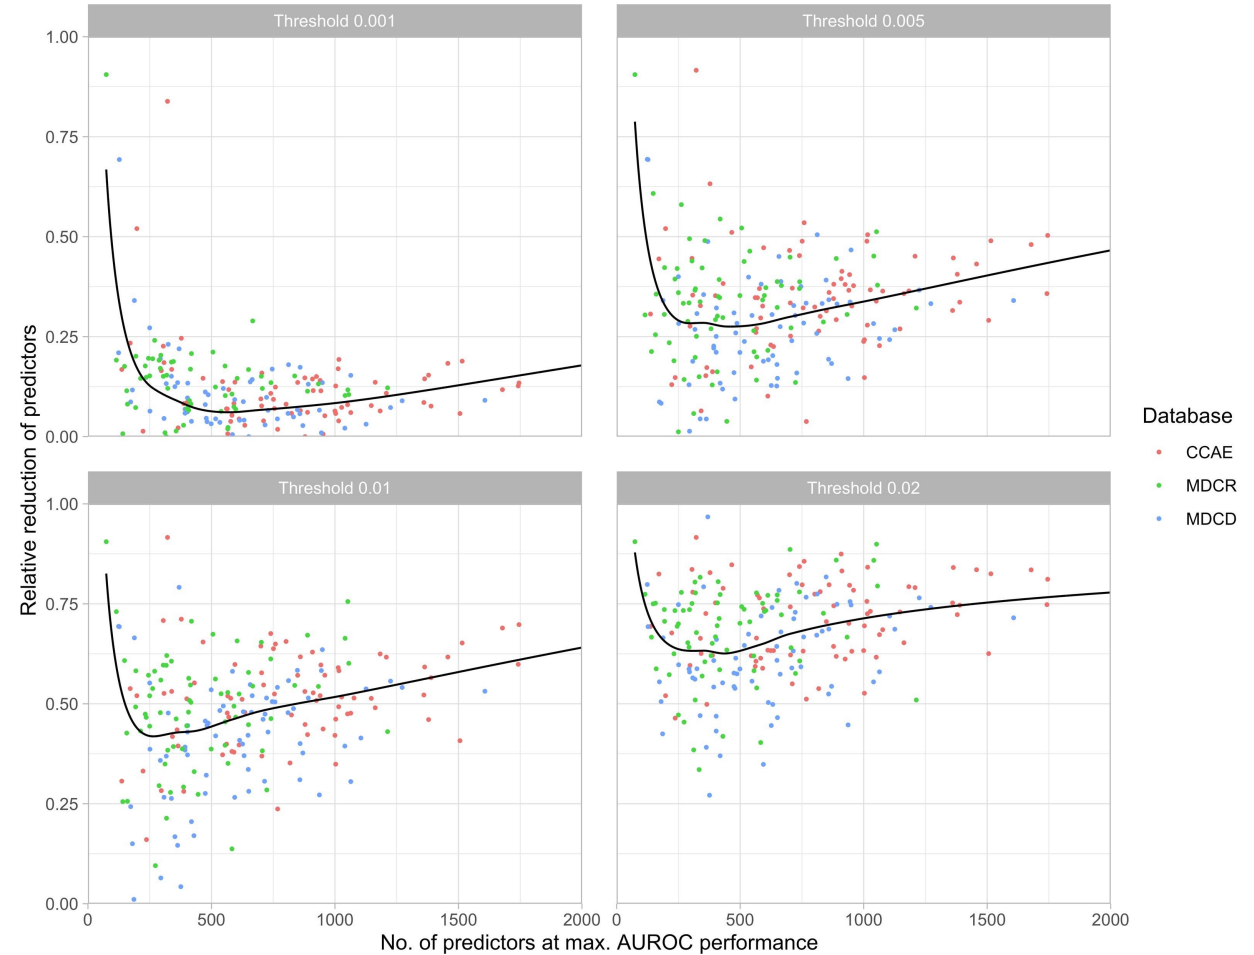 Threshold 0.001
Threshold 0.005
1.00
0.75
0.50
0.25
0.00
Relative reduction of predictors
Threshold 0.01
Threshold 0.02
1.00
0.75
0.50
0.25
0.00
0 500 1000 1500 2000
0 500 1000 1500 2000
No. of predictors at max. AUROC performance
Database
CCAE
MDCR
MDCD